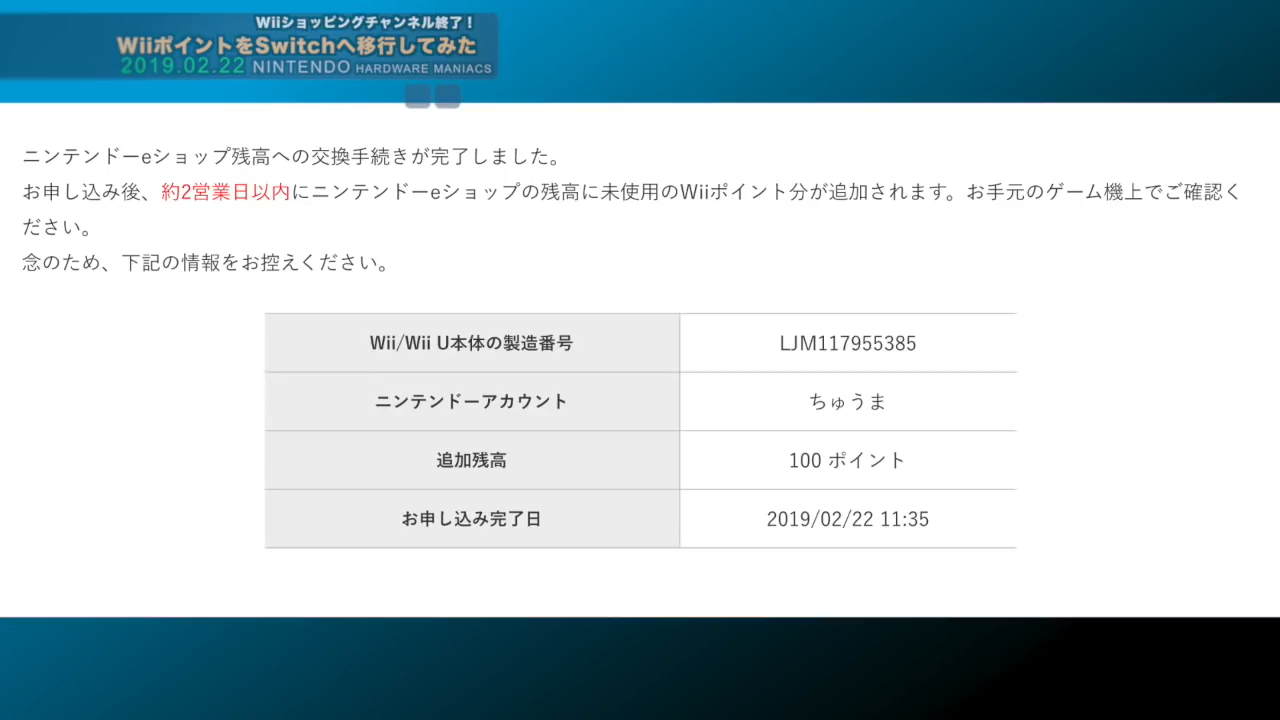 Wiiショッピングチャンネル終了！
WiiポイントをSwitchへ移行してみた
2019.02.22 NINTENDO HARDWARE MANIACS
ニンテンドーeショップ残高への交換手続きが完了しました。
お申し込み後、約2営業日以内にニンテンドーeショップの残高に未使用のWiiポイント分が追加されます。お手元のゲーム機上でご確認く
ださい。
念のため、下記の情報をお控えください。
Wii/Wii U本体の製造番号 LJM117955385
ニンテンドーアカウント ちゅうま
追加残高 100 ポイント
お申し込み完了日 2019/02/22 11:35